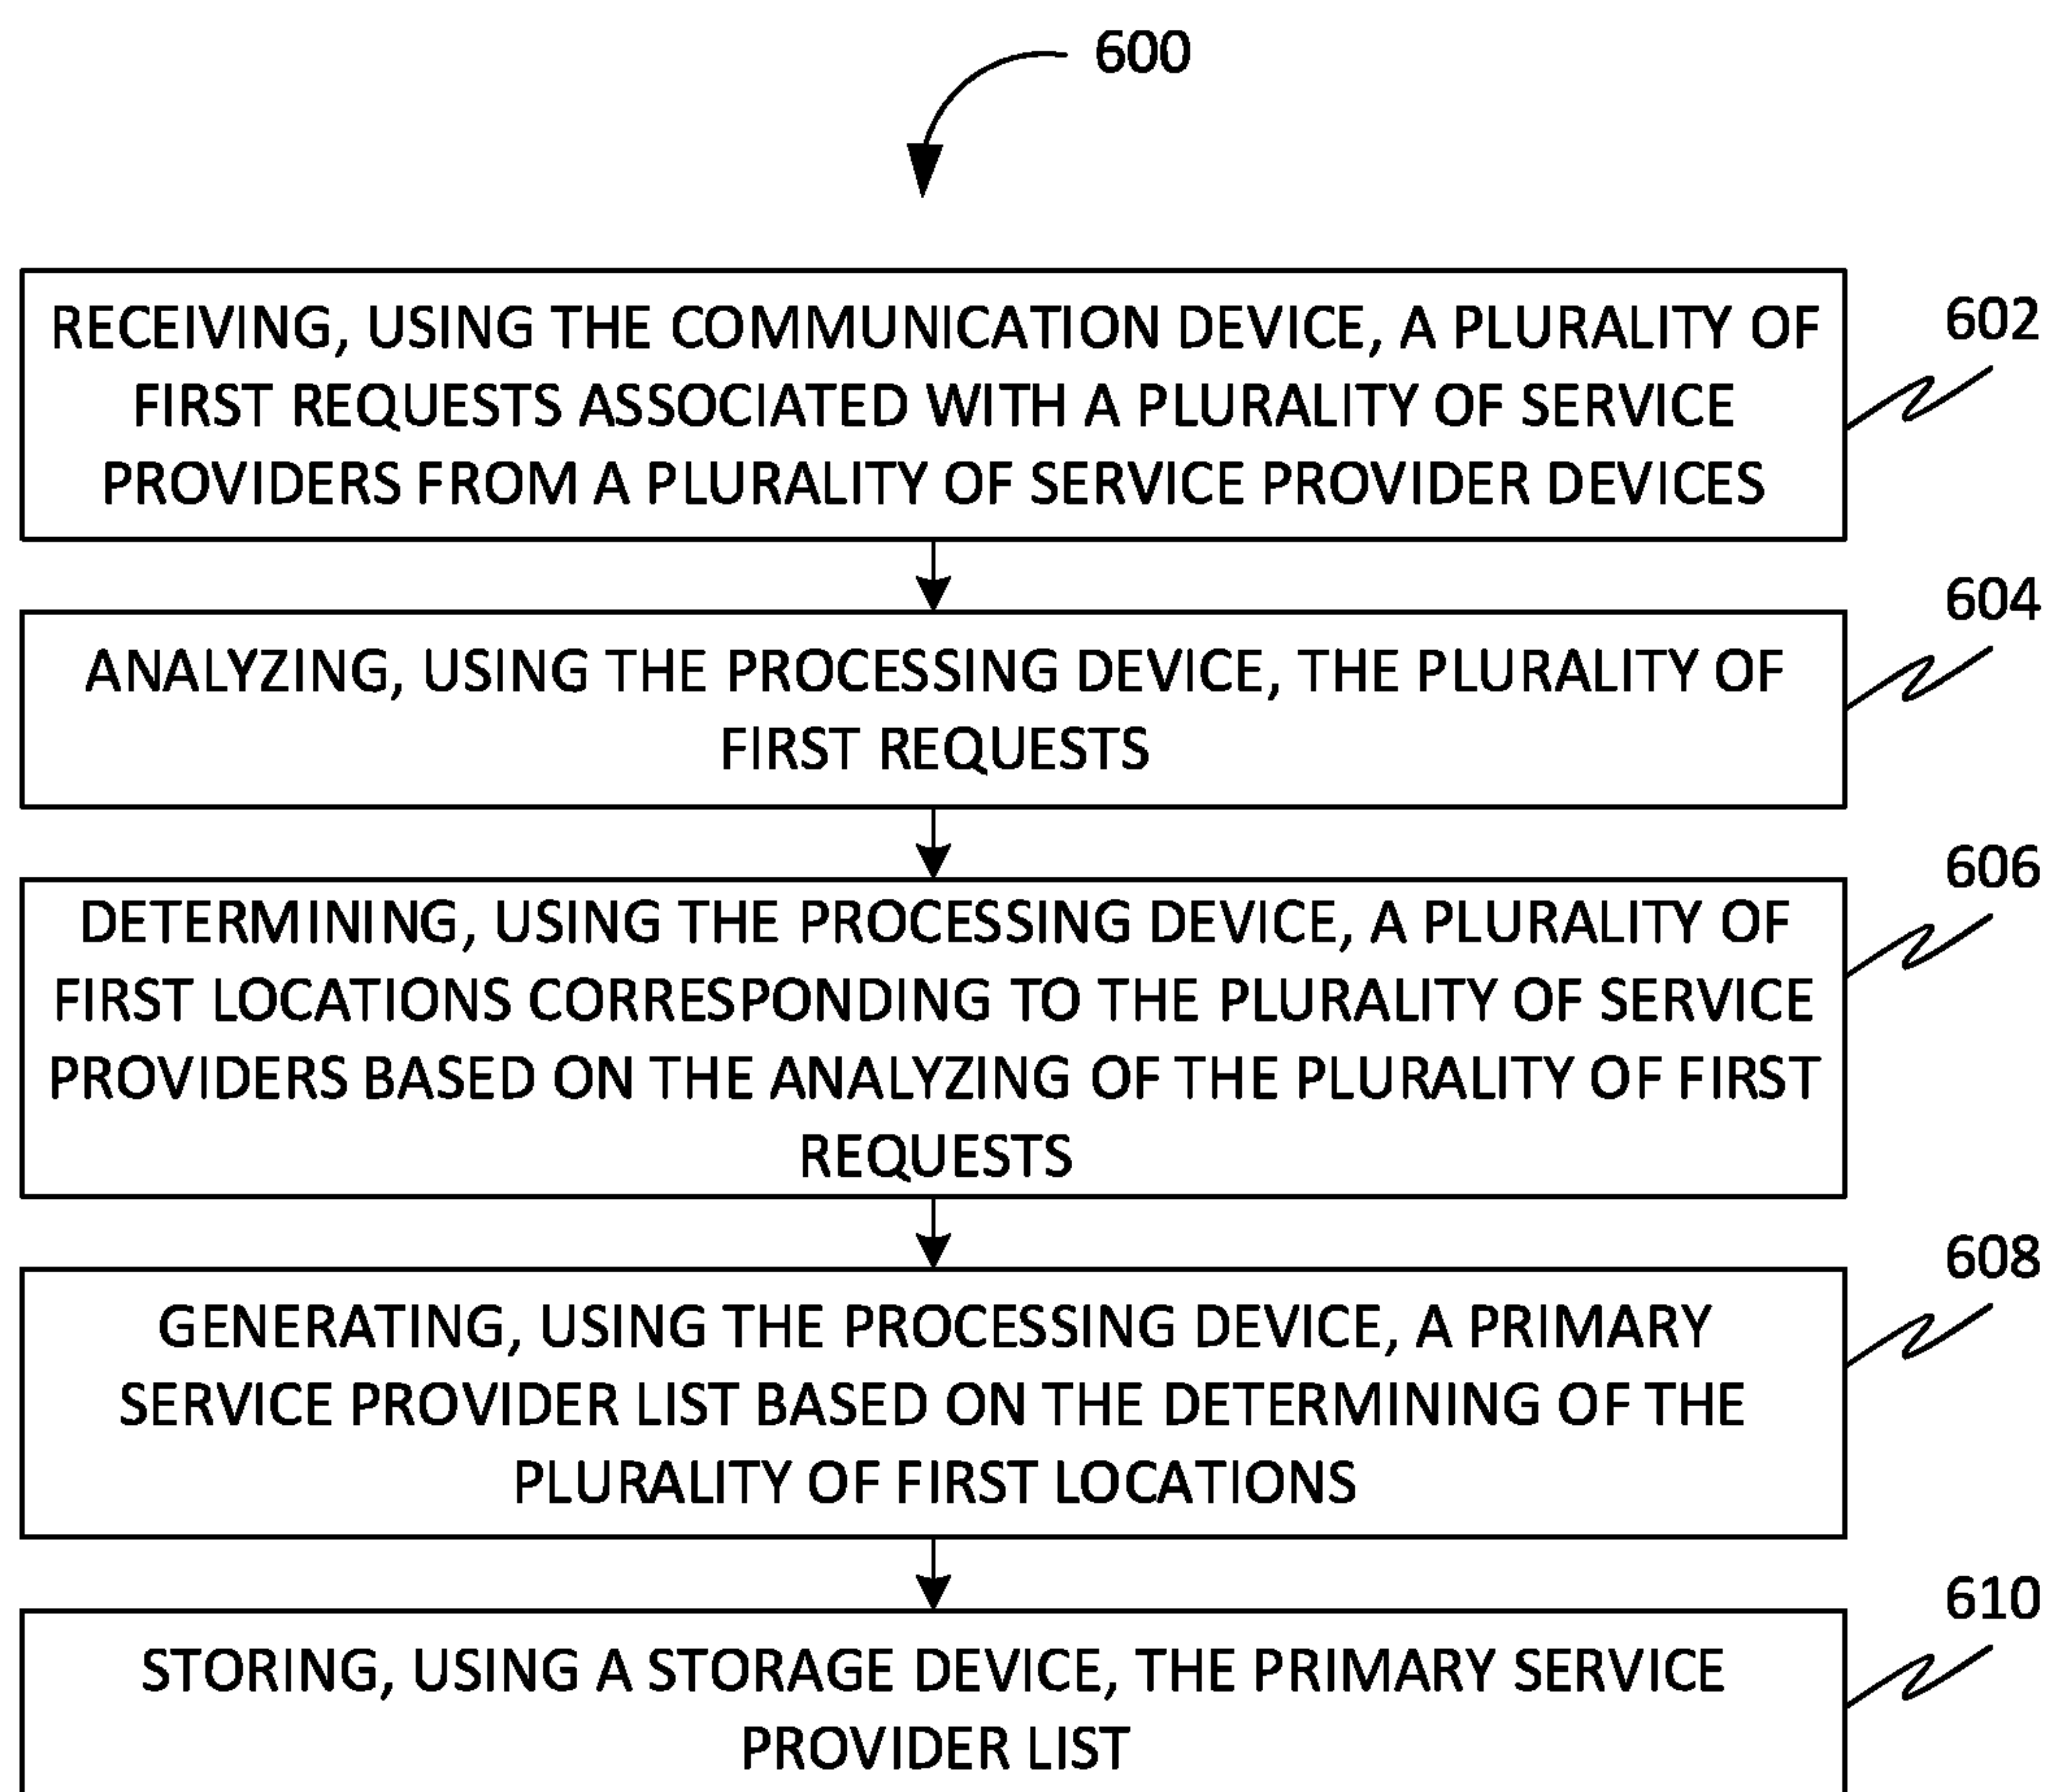 600
RECEIVING, USING THE COMMUNICATION DEVICE, A PLURALITY OF
FIRST REQUESTS ASSOCIATED WITH A PLURALITY OF SERVICE
PROVIDERS FROM A PLURALITY OF SERVICE PROVIDER DEVICES
602
ANALYZING, USING THE PROCESSING DEVICE, THE PLURALITY OF
FIRST REQUESTS
604
DETERMINING, USING THE PROCESSING DEVICE, A PLURALITY OF
FIRST LOCATIONS CORRESPONDING TO THE PLURALITY OF SERVICE
PROVIDERS BASED ON THE ANALYZING OF THE PLURALITY OF FIRST
REQUESTS
606
GENERATING, USING THE PROCESSING DEVICE, A PRIMARY
SERVICE PROVIDER LIST BASED ON THE DETERMINING OF THE
PLURALITY OF FIRST LOCATIONS
608
STORING, USING A STORAGE DEVICE, THE PRIMARY SERVICE
PROVIDER LIST
610